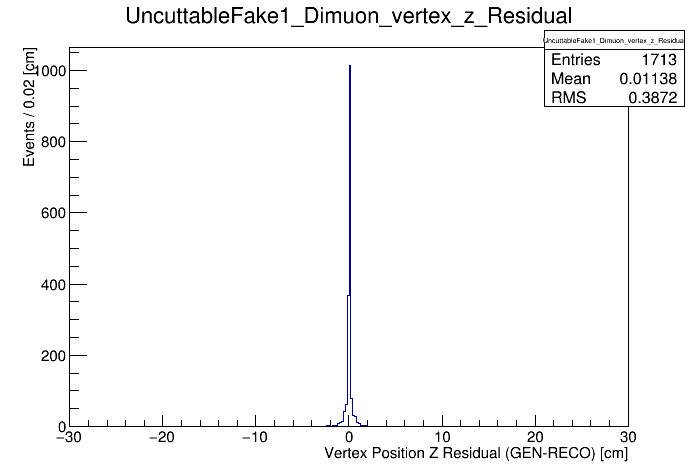 UncuttableFake1_Dimuon_vertex_z_Residual
UncuttableFake1_Dimuon_vertex_z_Residual
Entries 1713
Mean 0.01138
RMS 0.3872
Events / 0.02 [cm]
1000
800
600
400
200
0
−30 −20 −10 0 10 20 30
Vertex Position Z Residual (GEN-RECO) [cm]